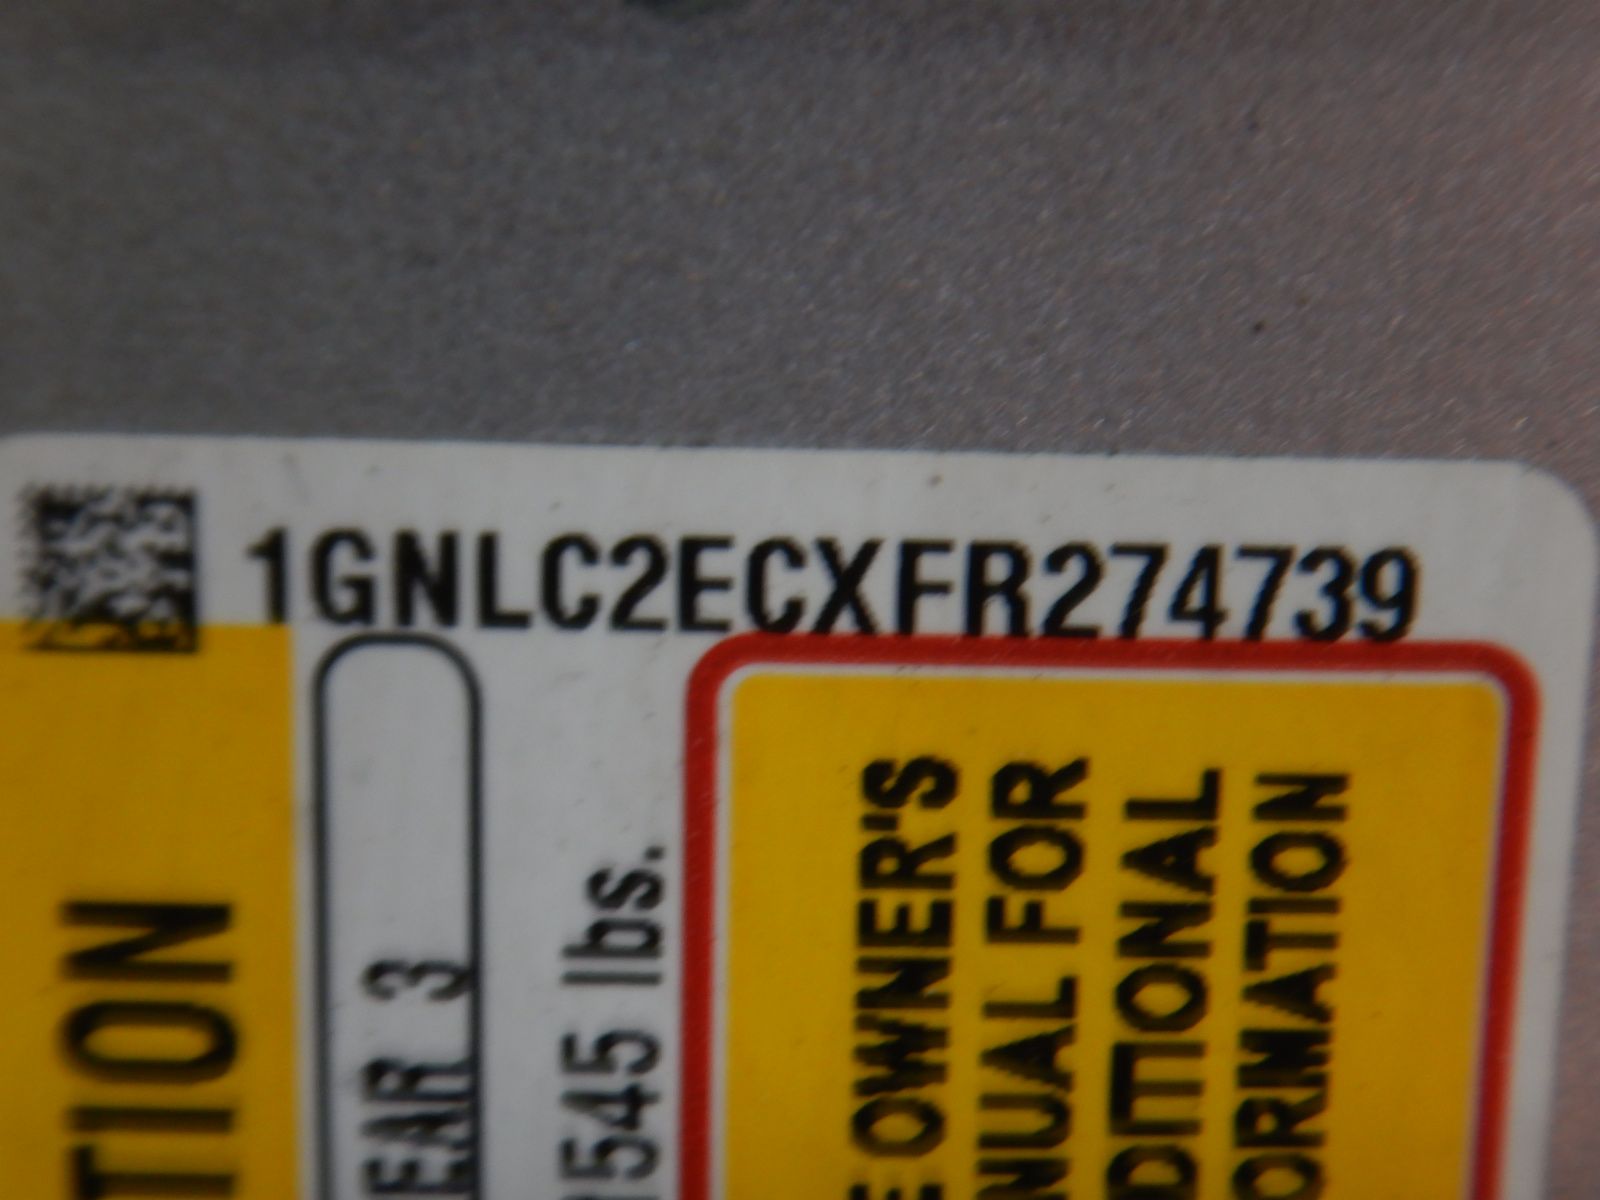 1GNLC2ECXFR274739
TION
EAR 3
545 lbs.
OWNER'S
NUAL FOR
DITIONAL
ORMATION